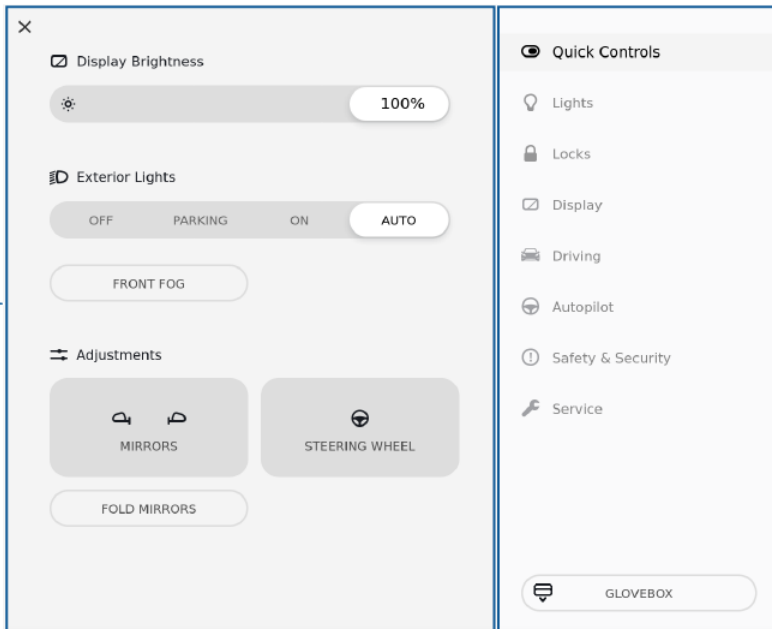 Display Brightness
100%
Exterior Lights
OFF PARKING ON AUTO
FRONT FOG
Adjustments
MIRRORS STEERING WHEEL
FOLD MIRRORS
Quick Controls
Lights
Locks
Display
Driving
Autopilot
Safety & Security
Service
GLOVEBOX